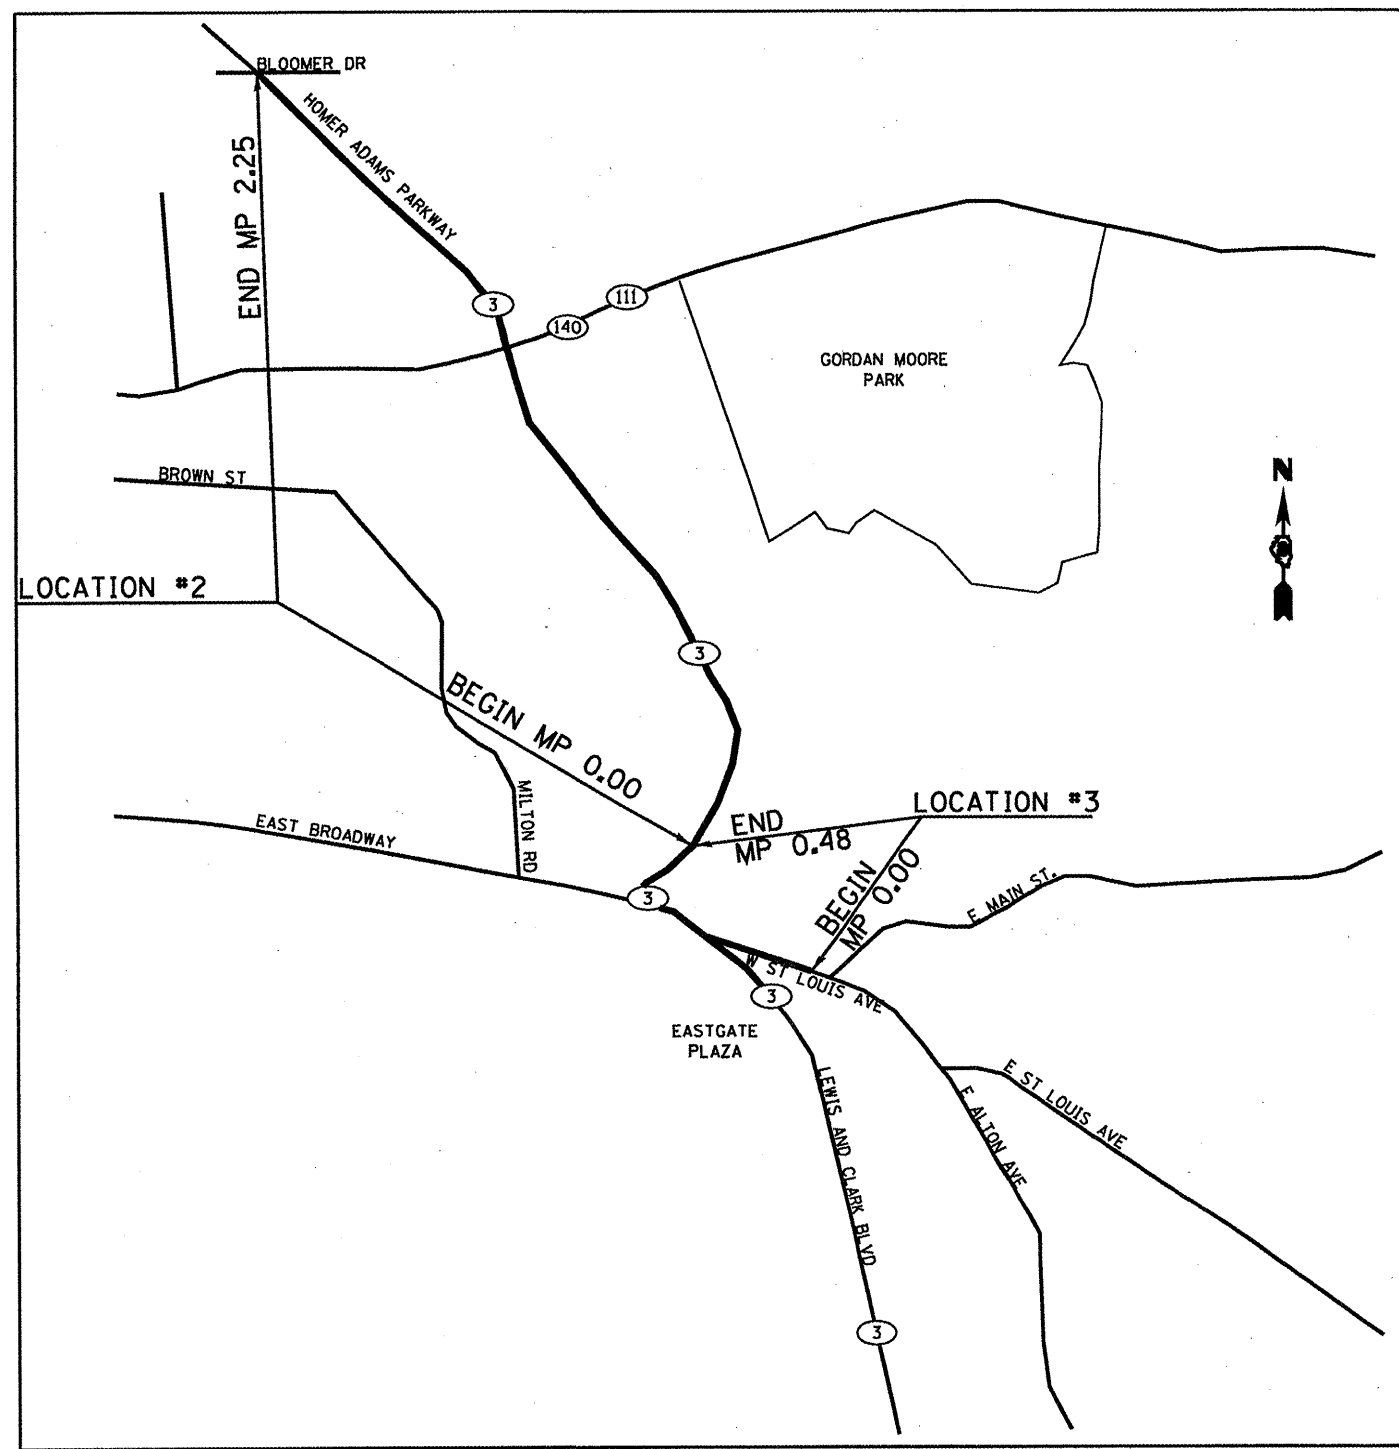 BLOOMER DR
HOMER ADAMS PARKWAY
END MP 2.25
3
111
140
GORDAN MOORE
PARK
N
BROWN ST
LOCATION #2
3
BEGIN MP 0.00
MILTON RD
EAST BROADWAY
LOCATION #3
END
MP 0.48
BEGIN
MP 0.00
E MAIN ST.
3
W ST LOUIS AVE
3
EASTGATE
PLAZA
LEWIS AND CLARK BLVD
E ST LOUIS AVE
E ALTON AVE
3